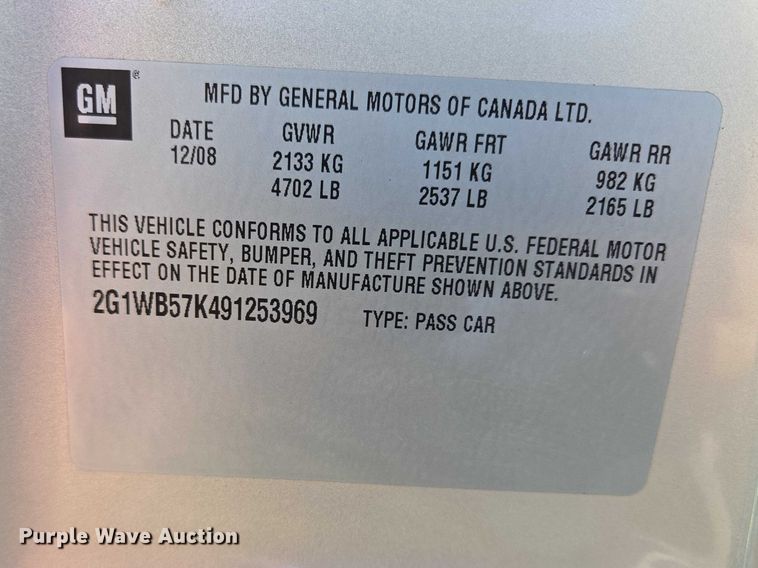 GM ®
MFD BY GENERAL MOTORS OF CANADA LTD.
DATE GVWR GAWR FRT GAWR RR
12/08 2133 KG 1151 KG 982 KG
4702 LB 2537 LB 2165 LB
THIS VEHICLE CONFORMS TO ALL APPLICABLE U.S. FEDERAL MOTOR
VEHICLE SAFETY, BUMPER, AND THEFT PREVENTION STANDARDS IN
EFFECT ON THE DATE OF MANUFACTURE SHOWN ABOVE.
2G1WB57K491253969 TYPE: PASS CAR
Purple Wave Auction